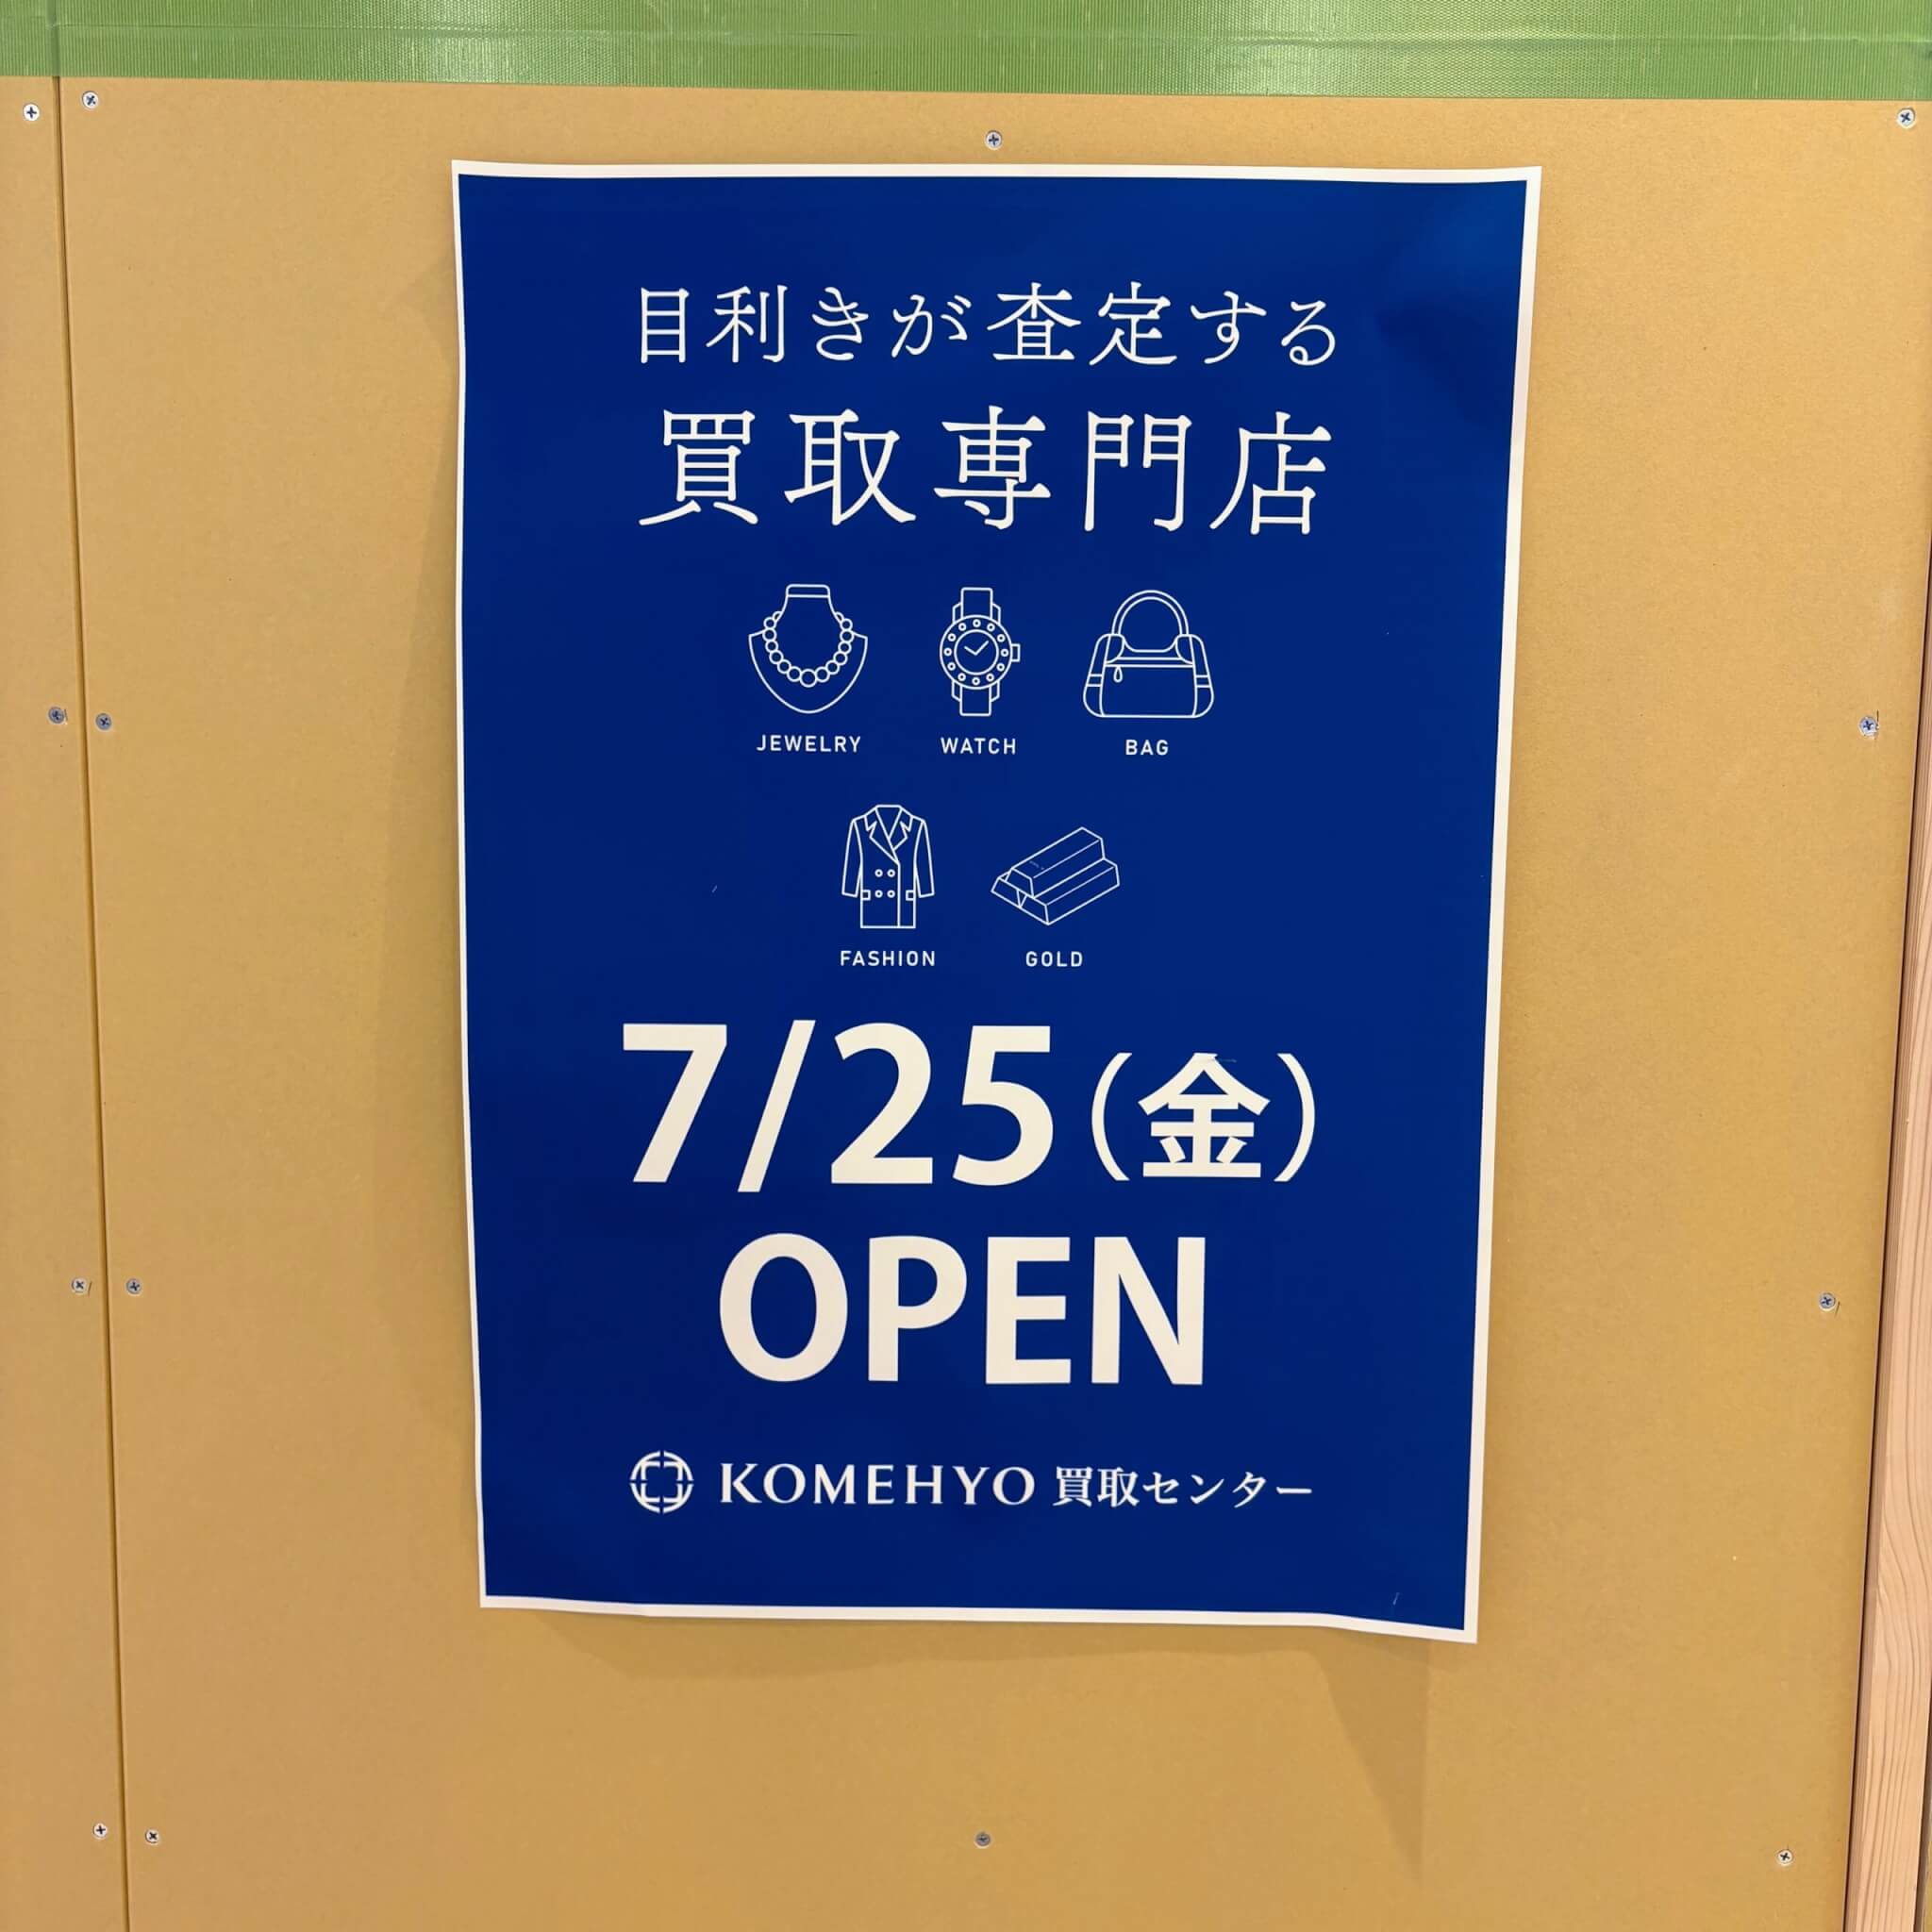 目利きが査定する
買取専門店
JEWELRY WATCH BAG
FASHION GOLD
7/25(金)
OPEN
KOMEHYO 買取センター